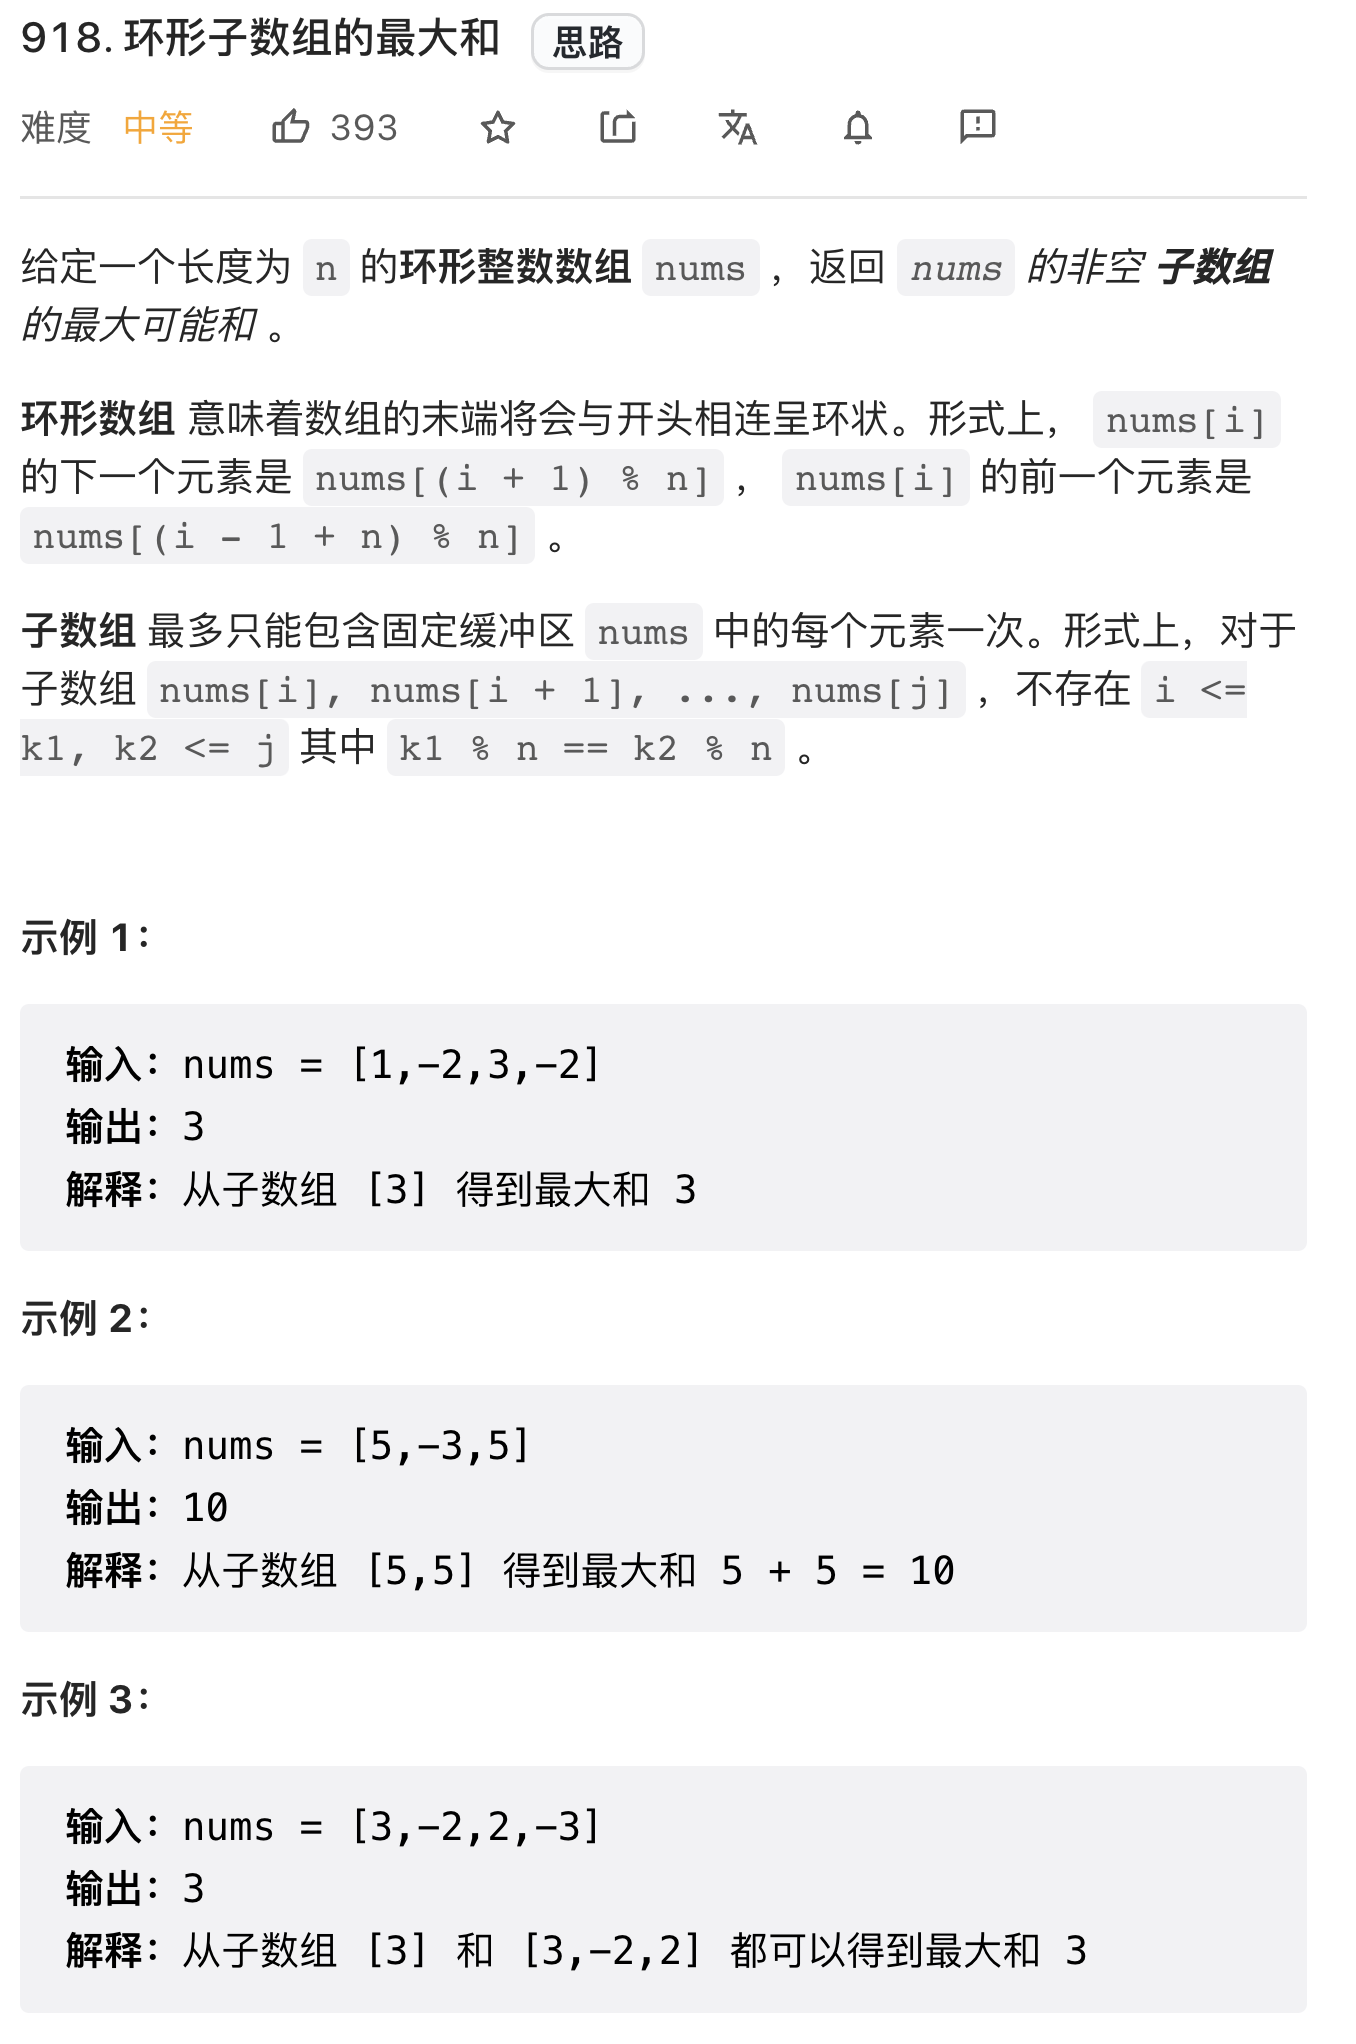 918. 环形子数组的最大和 思路
难度 中等 393
给定一个长度为 n 的环形整数数组 nums ，返回 nums 的非空 子数组
的最大可能和 。
环形数组 意味着数组的末端将会与开头相连呈环状。形式上， nums[i]
的下一个元素是 nums[(i + 1) % n] ， nums[i] 的前一个元素是
nums[(i - 1 + n) % n] 。
子数组 最多只能包含固定缓冲区 nums 中的每个元素一次。形式上，对于
子数组 nums[i], nums[i + 1], ..., nums[j] ，不存在 i <=
k1, k2 <= j 其中 k1 % n == k2 % n 。
示例 1：
输入：nums = [1,-2,3,-2]
输出：3
解释：从子数组 [3] 得到最大和 3
示例 2：
输入：nums = [5,-3,5]
输出：10
解释：从子数组 [5,5] 得到最大和 5 + 5 = 10
示例 3：
输入：nums = [3,-2,2,-3]
输出：3
解释：从子数组 [3] 和 [3,-2,2] 都可以得到最大和 3